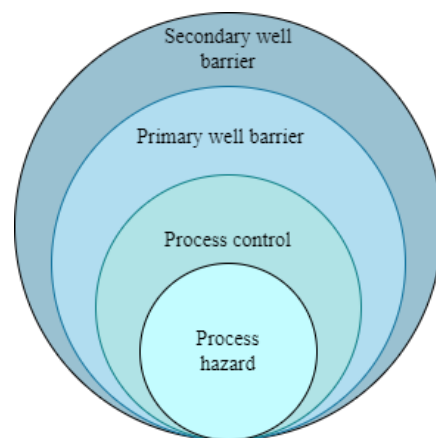 Secondary well
barrier
Primary well barrier
Process control
Process
hazard